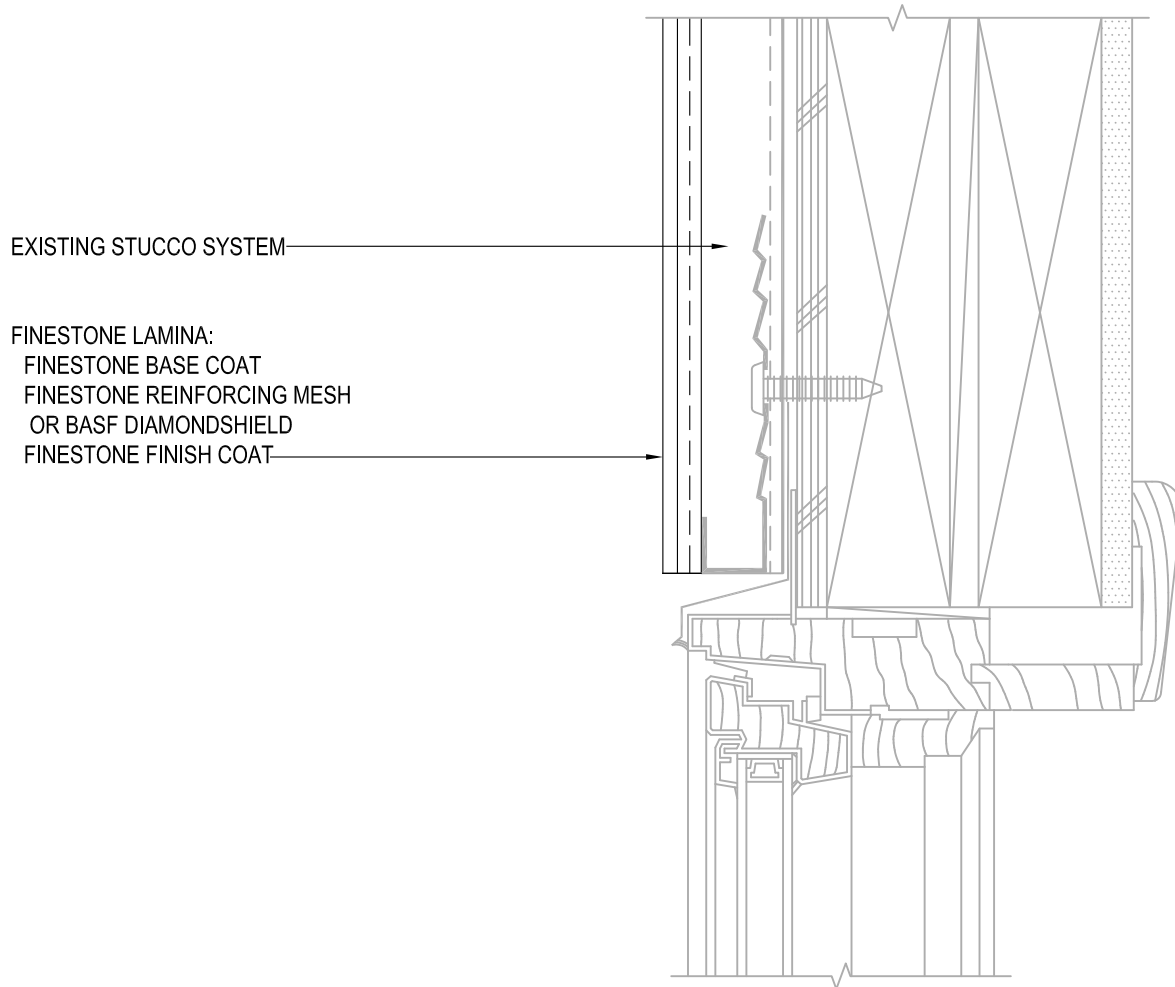 EXISTING STUCCO SYSTEM
FINESTONE LAMINA:
FINESTONE BASE COAT
FINESTONE REINFORCING MESH
OR BASF DIAMONDSHIELD
FINESTONE FINISH COAT